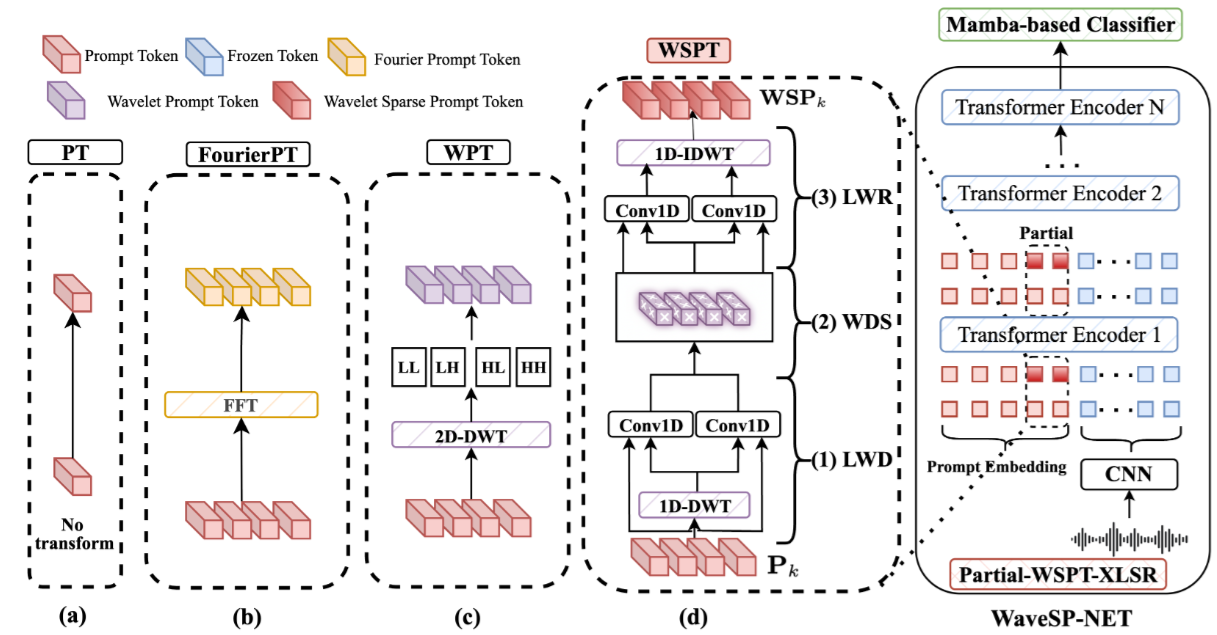 Prompt Token
Frozen Token
Fourier Prompt Token
Wavelet Prompt Token
Wavelet Sparse Prompt Token
PT
No
transform
(a)
FourierPT
FFT
(b)
WPT
LL LH HL HH
2D-DWT
(c)
WSPT
WSPₖ
1D-IDWT
Conv1D Conv1D
(3) LWR
(2) WDS
Conv1D Conv1D
(1) LWD
1D-DWT
Pₖ
(d)
Mamba-based Classifier
Transformer Encoder N
...
Transformer Encoder 2
Partial
Transformer Encoder 1
Prompt Embedding
CNN
Partial-WSPT-XLSR
WaveSP-NET